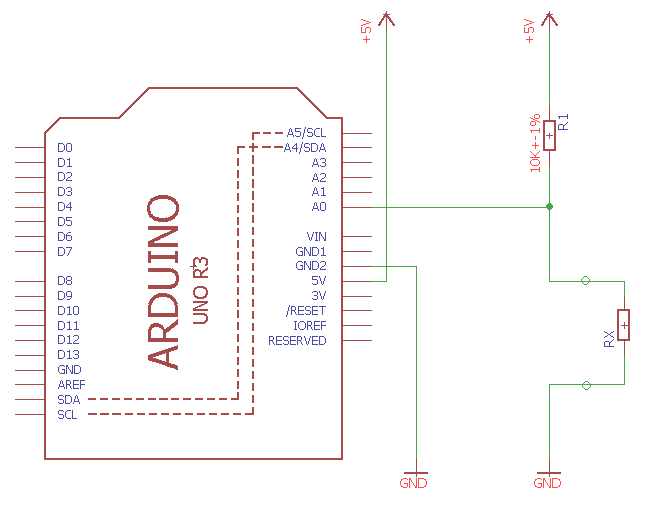 +5V
+5V
R1
10K+-1%
A5/SCL
A4/SDA
A3
A2
A1
A0
VIN
GND1
GND2
5V
3V
/RESET
IOREF
RESERVED
D0
D1
D2
D3
D4
D5
D6
D7
D8
D9
D10
D11
D12
D13
GND
AREF
SDA
SCL
ARDUINO
UNO R3
RX
GND
GND